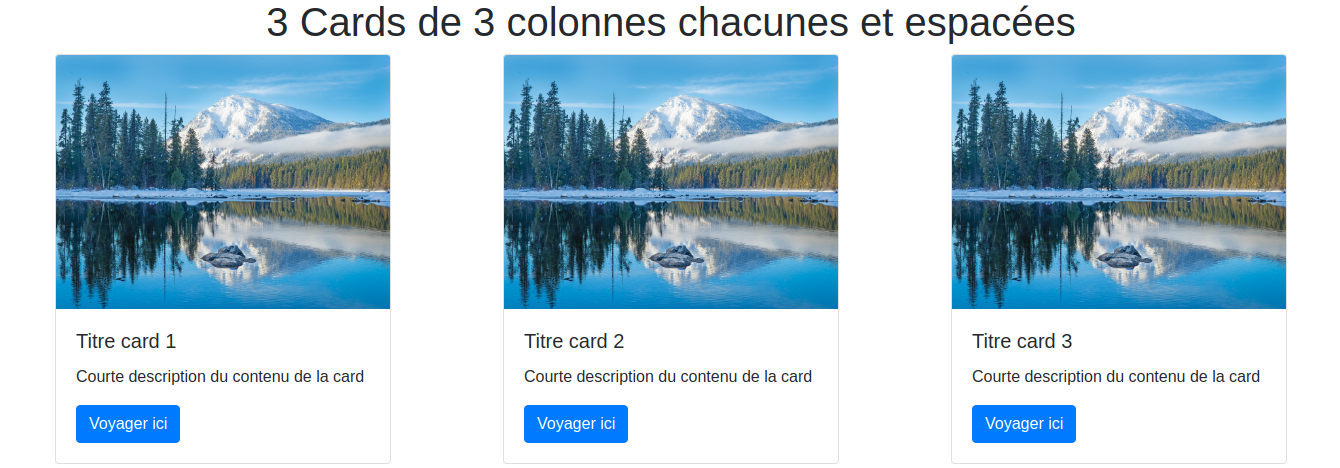 3 Cards de 3 colonnes chacunes et espacées
Titre card 1
Courte description du contenu de la card
Voyager ici
Titre card 2
Courte description du contenu de la card
Voyager ici
Titre card 3
Courte description du contenu de la card
Voyager ici